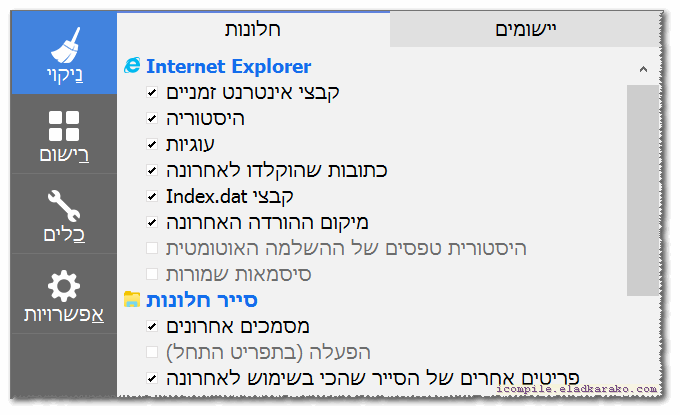 חלונות
יישומים
ניקוי
רישום
כלים
אפשרויות
Internet Explorer
קבצי אינטרנט זמניים
היסטוריה
עוגיות
כתובות שהוקלדו לאחרונה
קבצי Index.dat
מיקום ההורדה האחרונה
היסטורית טפסים של ההשלמה האוטומטית
סיסמאות שמורות
סייר חלונות
מסמכים אחרונים
הפעלה (בתפריט התחל)
פריטים אחרים של הסייר שהכי בשימוש לאחרונה
icompile.eladkarako.com